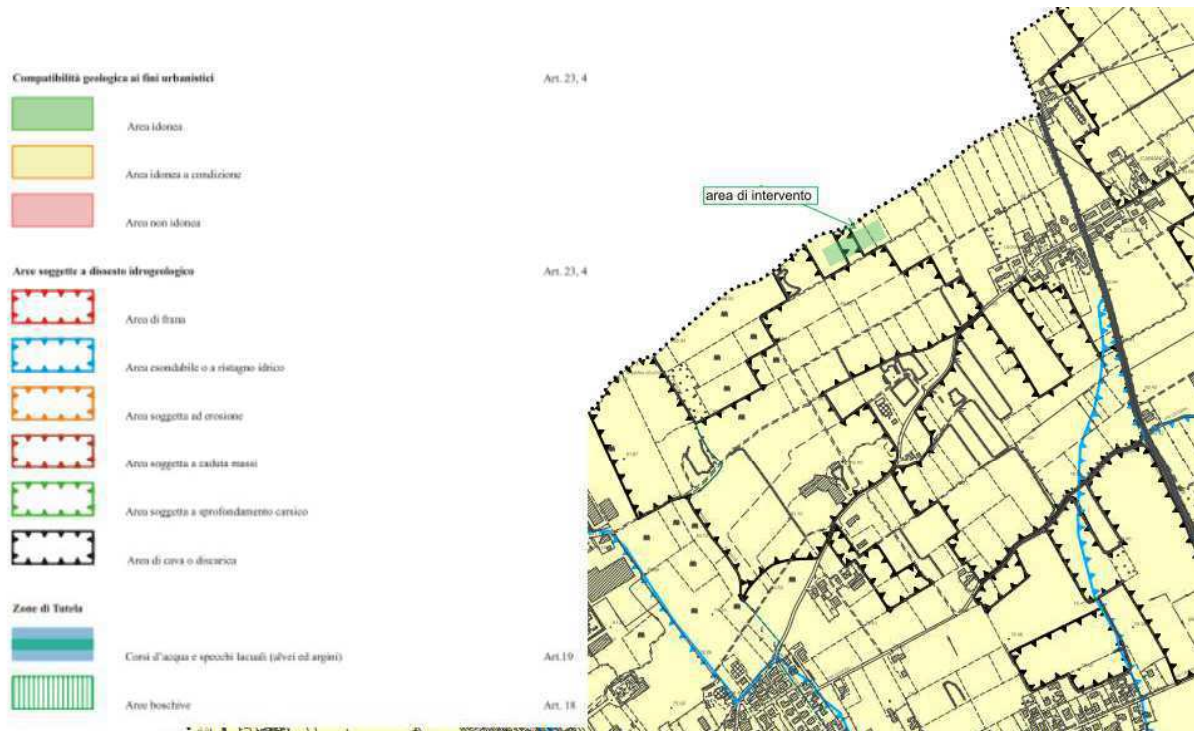 Compatibilità geologica ai fini urbanistici Art. 23, 4
Area idonea
Area idonea a condizione
Area non idonea
Aree soggette a dissesto idrogeologico Art. 23, 4
Area di frana
Area esondabile o a ristagno idrico
Area soggetta ad erosione
Area soggetta a caduta massi
Area soggetta a sprofondamento carsico
Area di cava o discarica
Zone di Tutela
Corsi d'acqua e specchi lacuali (alvei ed argini) Art.19
Aree boschive Art. 18
area di intervento